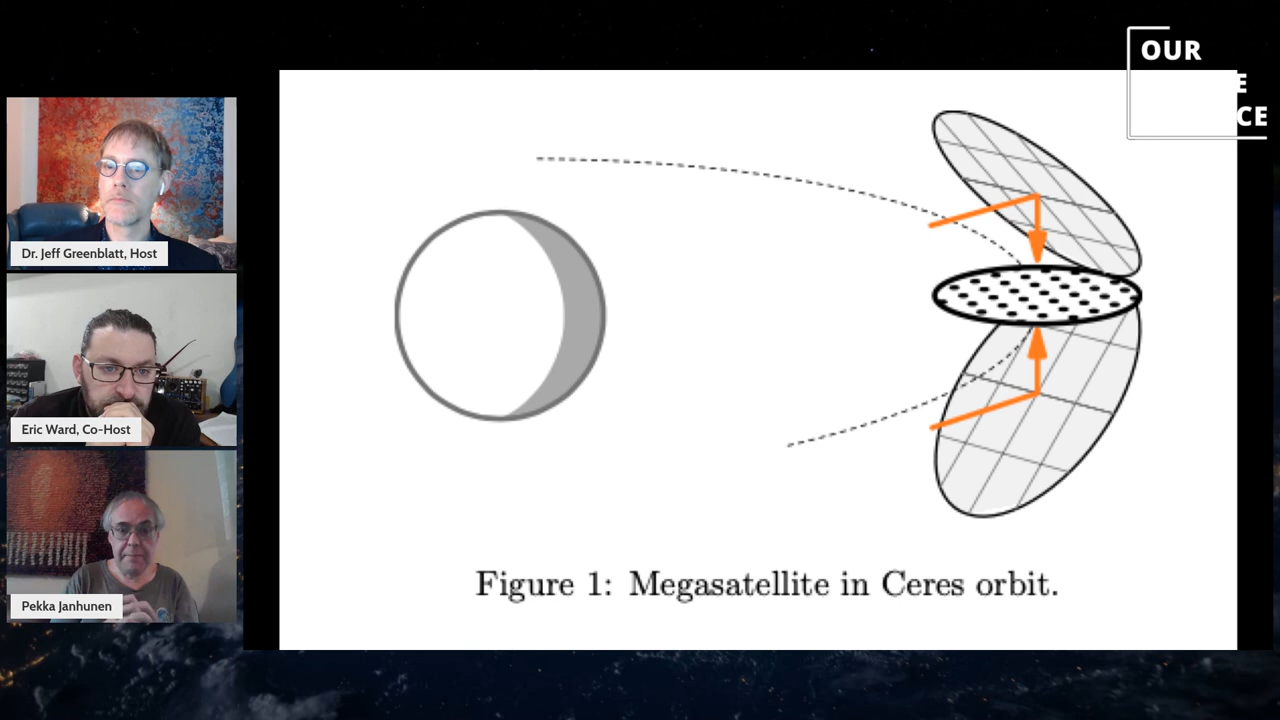 OUR
E
CE
Dr. Jeff Greenblatt, Host
Eric Ward, Co-Host
Pekka Janhunen
Figure 1: Megasatellite in Ceres orbit.